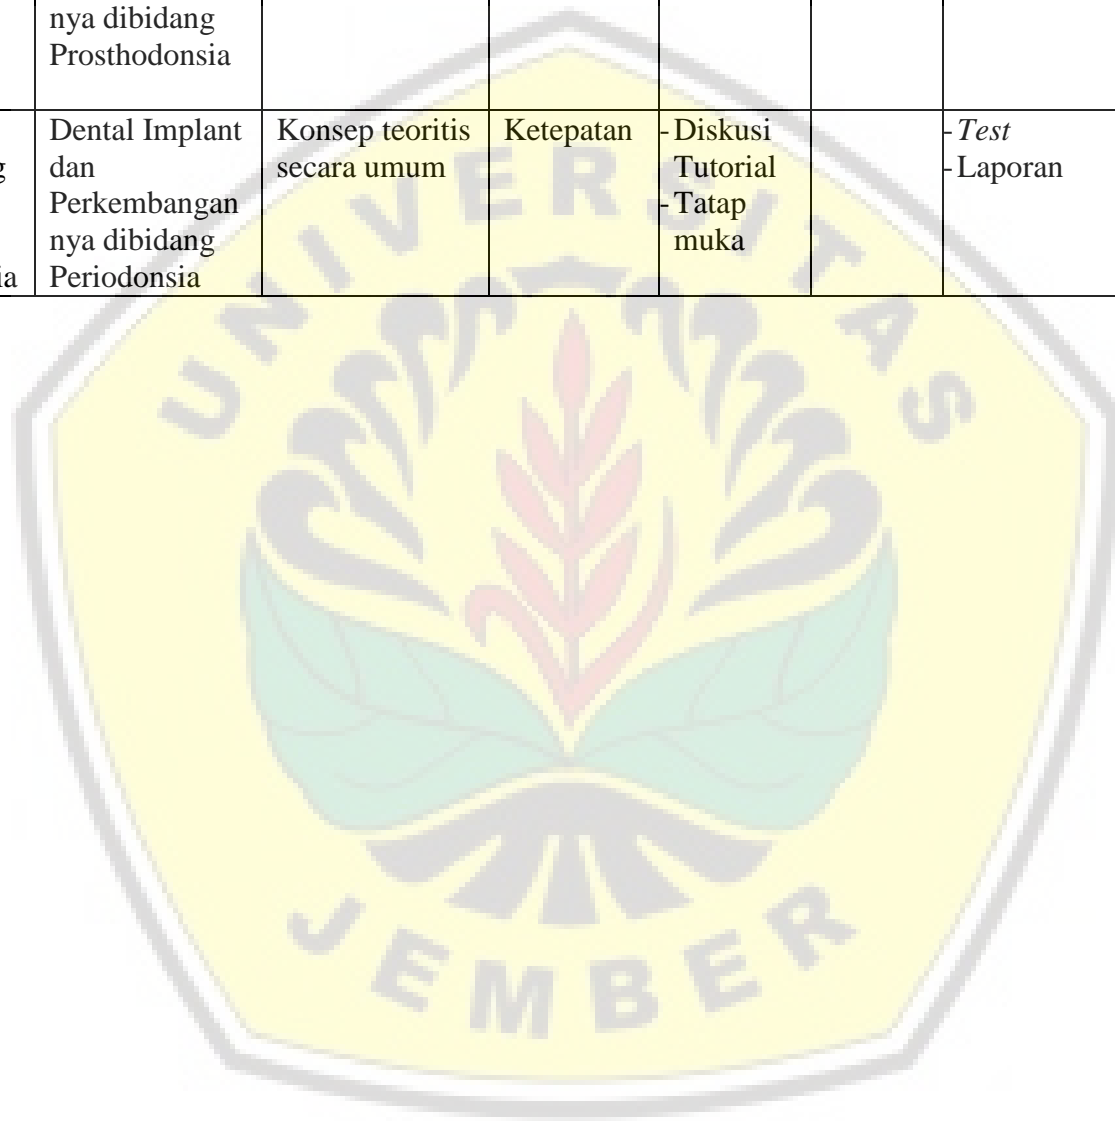 nya dibidang
Prosthodonsia
Dental Implant
dan
Perkembangan
nya dibidang
Periodonsia
Konsep teoritis
secara umum
Ketepatan
-Diskusi
Tutorial
-Tatap
muka
-Test
-Laporan
UNIVERSITAS
JEMBER